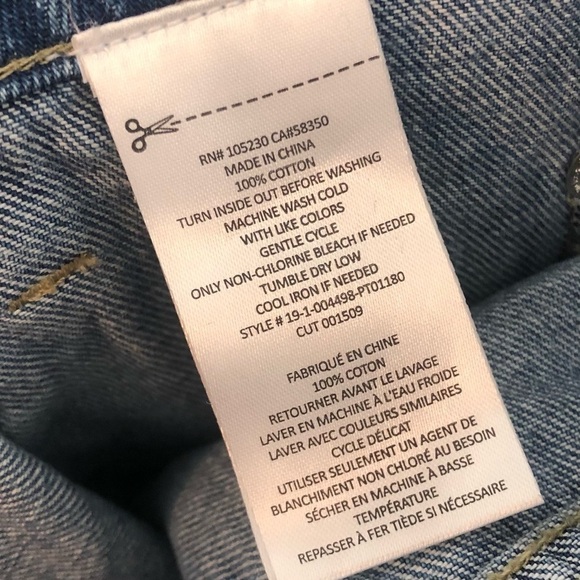 RN# 105230 CA#58350
MADE IN CHINA
100% COTTON
TURN INSIDE OUT BEFORE WASHING
MACHINE WASH COLD
WITH LIKE COLORS
GENTLE CYCLE
ONLY NON-CHLORINE BLEACH IF NEEDED
TUMBLE DRY LOW
COOL IRON IF NEEDED
STYLE # 19-1-004498-PT01180
CUT 001509
FABRIQUÉ EN CHINE
100% COTON
RETOURNER AVANT LE LAVAGE
LAVER EN MACHINE À L'EAU FROIDE
LAVER AVEC COULEURS SIMILAIRES
CYCLE DÉLICAT
UTILISER SEULEMENT UN AGENT DE
BLANCHIMENT NON CHLORÉ AU BESOIN
SÉCHER EN MACHINE À BASSE
TEMPÉRATURE
REPASSER À FER TIÈDE SI NÉCESSAIRE